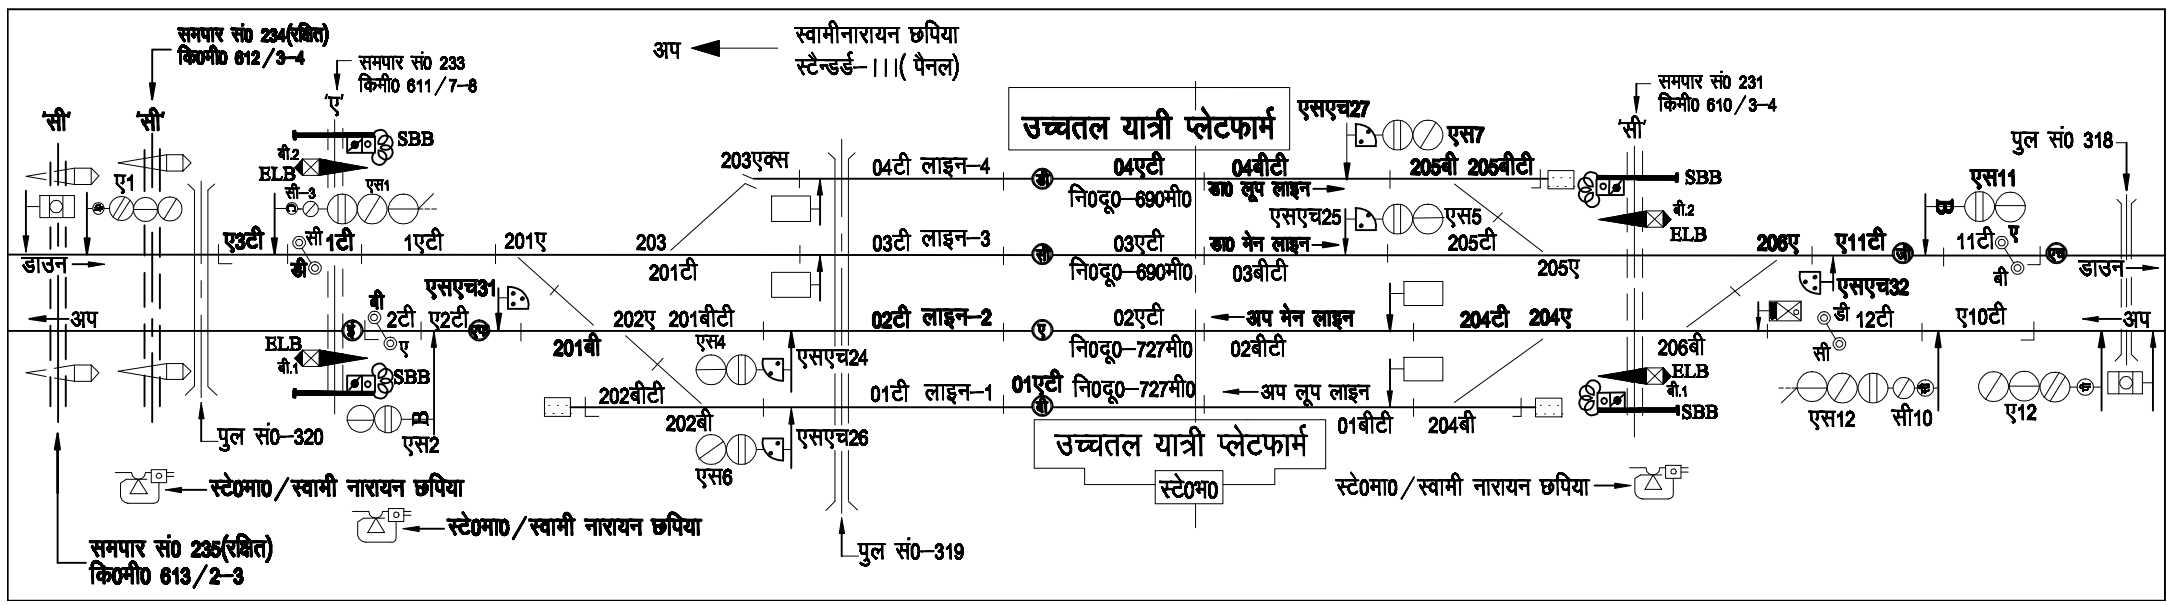 समपार सं0 234(रक्षित)
कि0मी0 612/3-4
समपार सं0 233
किमी0 611/7-8
अप
स्वामीनारायन छपिया
स्टैन्डर्ड-III( पैनल)
समपार सं0 231
किमी0 610/3-4
'सी'
'सी'
'ए'
'सी'
उच्चतल यात्री प्लेटफार्म
एसएच27
एस7
पुल सं0 318
SBB
बी.2
ELB
ए1
सी-3
एस1
203एक्स
04टी लाइन-4
डी
04एटी
04बीटी
205बी 205बीटी
नि0दू0-690मी0
डा0 लूप लाइन
SBB
बी.2
ELB
एस11
B
एसएच25
एस5
ए3टी
सी
1टी
1एटी
201ए
203
03टी लाइन-3
सी
03एटी
डा0 मेन लाइन
205टी
206ए
ए11टी
जी
11टी
ए
एच
डाउन
डी
201टी
नि0दू0-690मी0
03बीटी
205ए
बी
डाउन
एसएच31
एसएच32
अप
ई
बी
2टी
ए2टी
एफ
202ए
201बीटी
02टी लाइन-2
ए
02एटी
अप मेन लाइन
204टी
204ए
डी
12टी
ए10टी
अप
ELB
बी.1
ए
201बी
एस4
एसएच24
नि0दू0-727मी0
02बीटी
206बी
सी
SBB
202बीटी
01टी लाइन-1
01एटी
बी
नि0दू0-727मी0
अप लूप लाइन
ELB
बी.1
SBB
B
एस2
202बी
01बीटी
204बी
एस12
सी10
ए12
पुल सं0-320
एस6
एसएच26
उच्चतल यात्री प्लेटफार्म
स्टे0भ0
स्टे0मा0/स्वामी नारायन छपिया
स्टे0मा0/स्वामी नारायन छपिया
स्टे0मा0/स्वामी नारायन छपिया
पुल सं0-319
समपार सं0 235(रक्षित)
कि0मी0 613/2-3